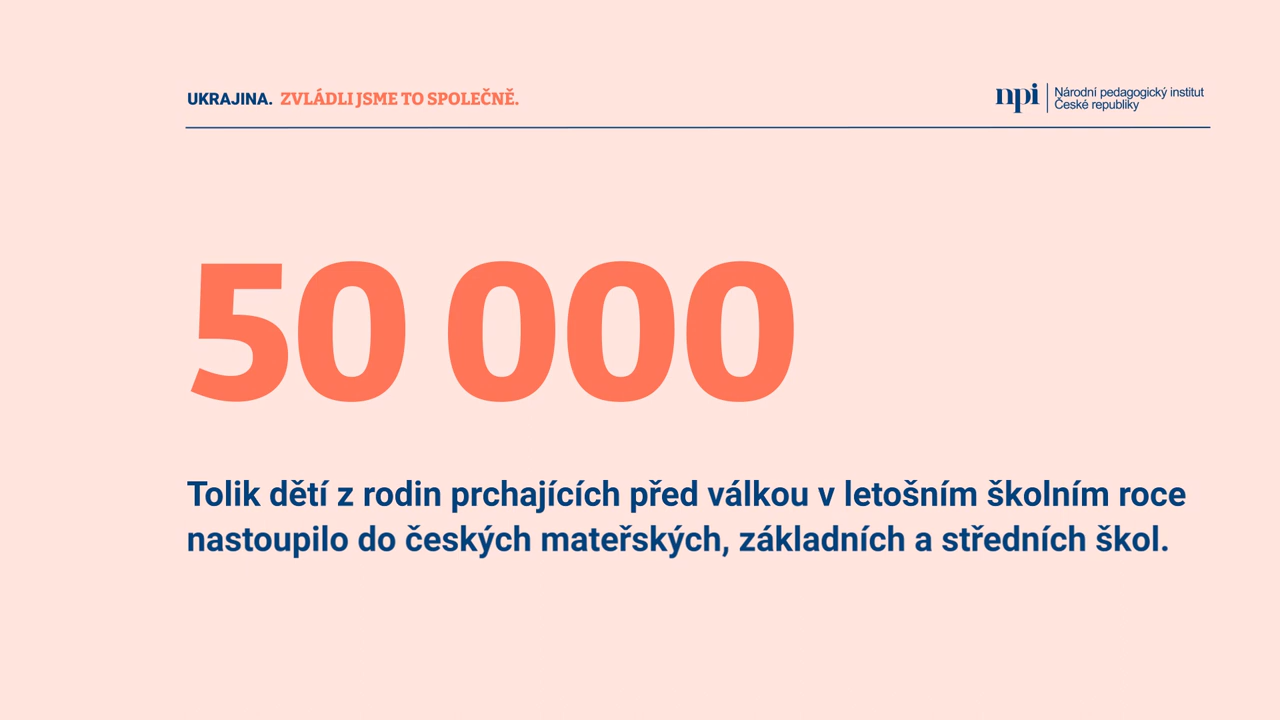 UKRAJINA. ZVLÁDLI JSME TO SPOLEČNĚ.
npi
Národní pedagogický institut
České republiky
50 000
Tolik dětí z rodin prchajících před válkou v letošním školním roce
nastoupilo do českých mateřských, základních a středních škol.